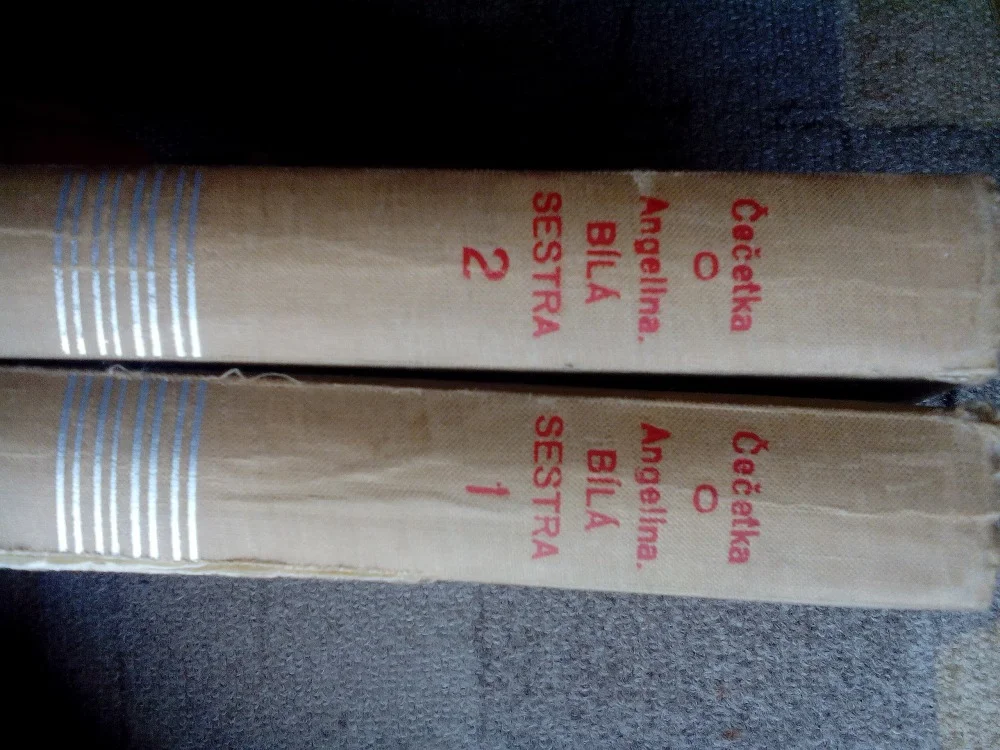 Čečetka
O
Angelina.
BÍLÁ
SESTRA
2
Čečetka
O
Angelina.
BÍLÁ
SESTRA
1